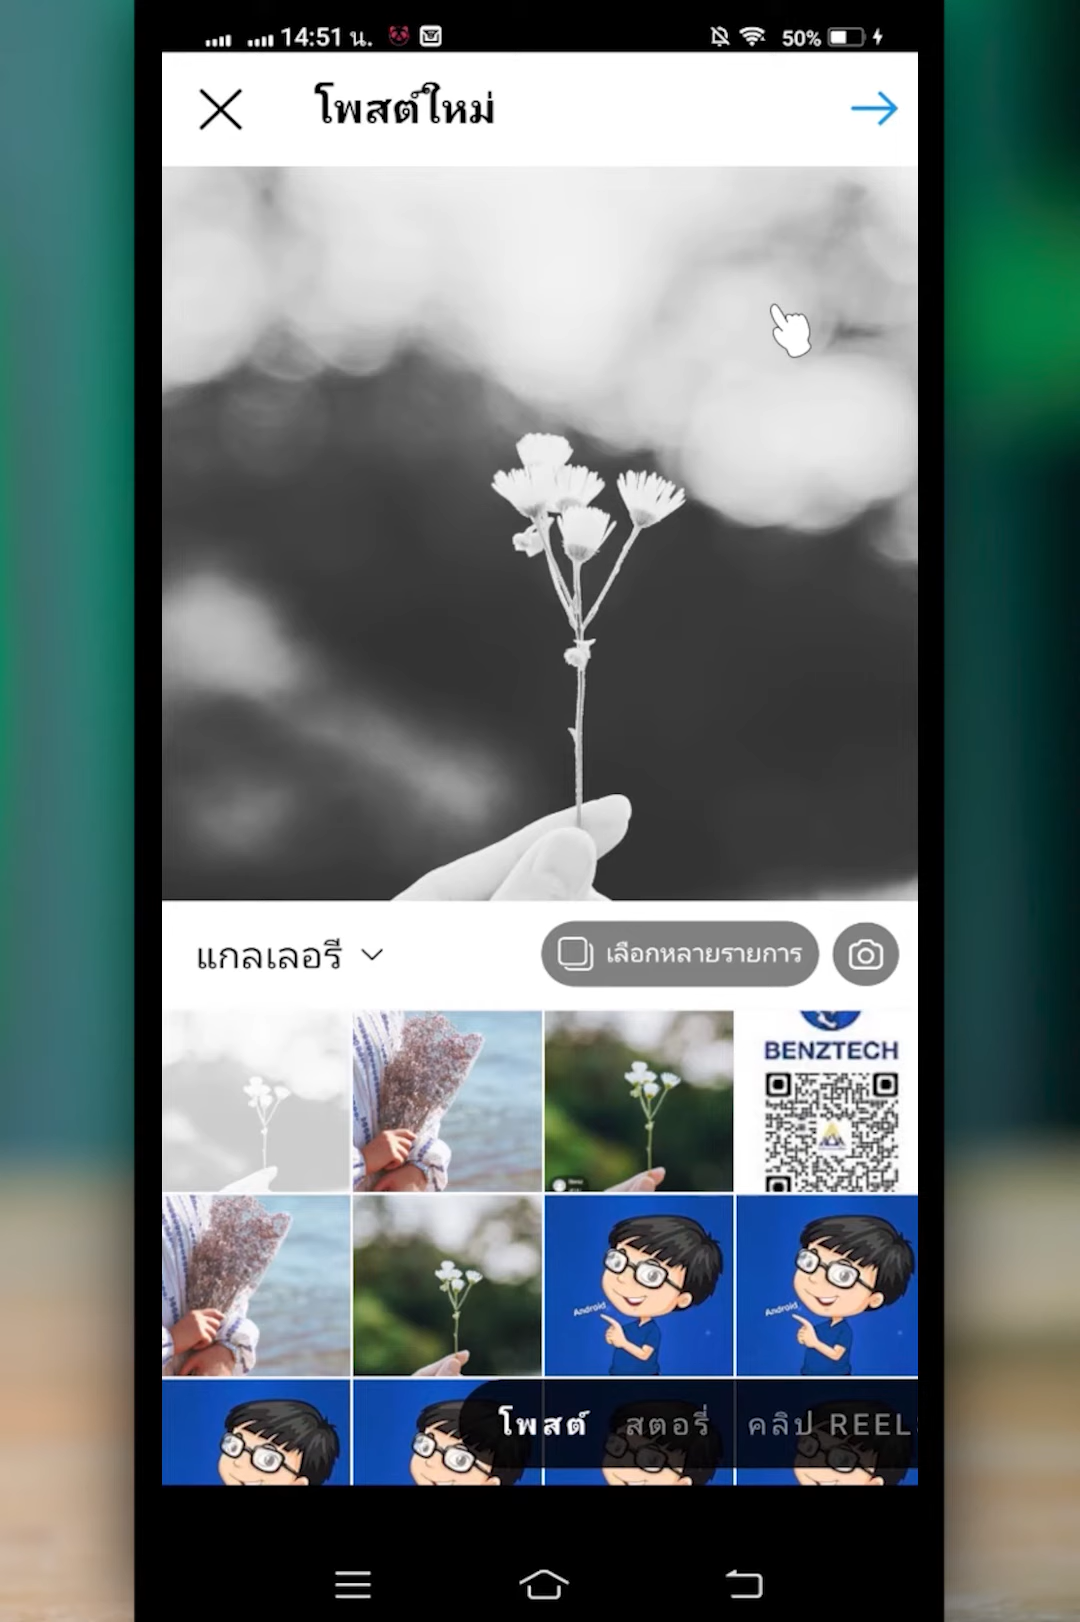 14:51 น.
50%
โพสต์ใหม่
แกลเลอรี
เลือกหลายรายการ
BENZTECH
Android
Android
โพสต์ สตอรี่ คลิป REELS